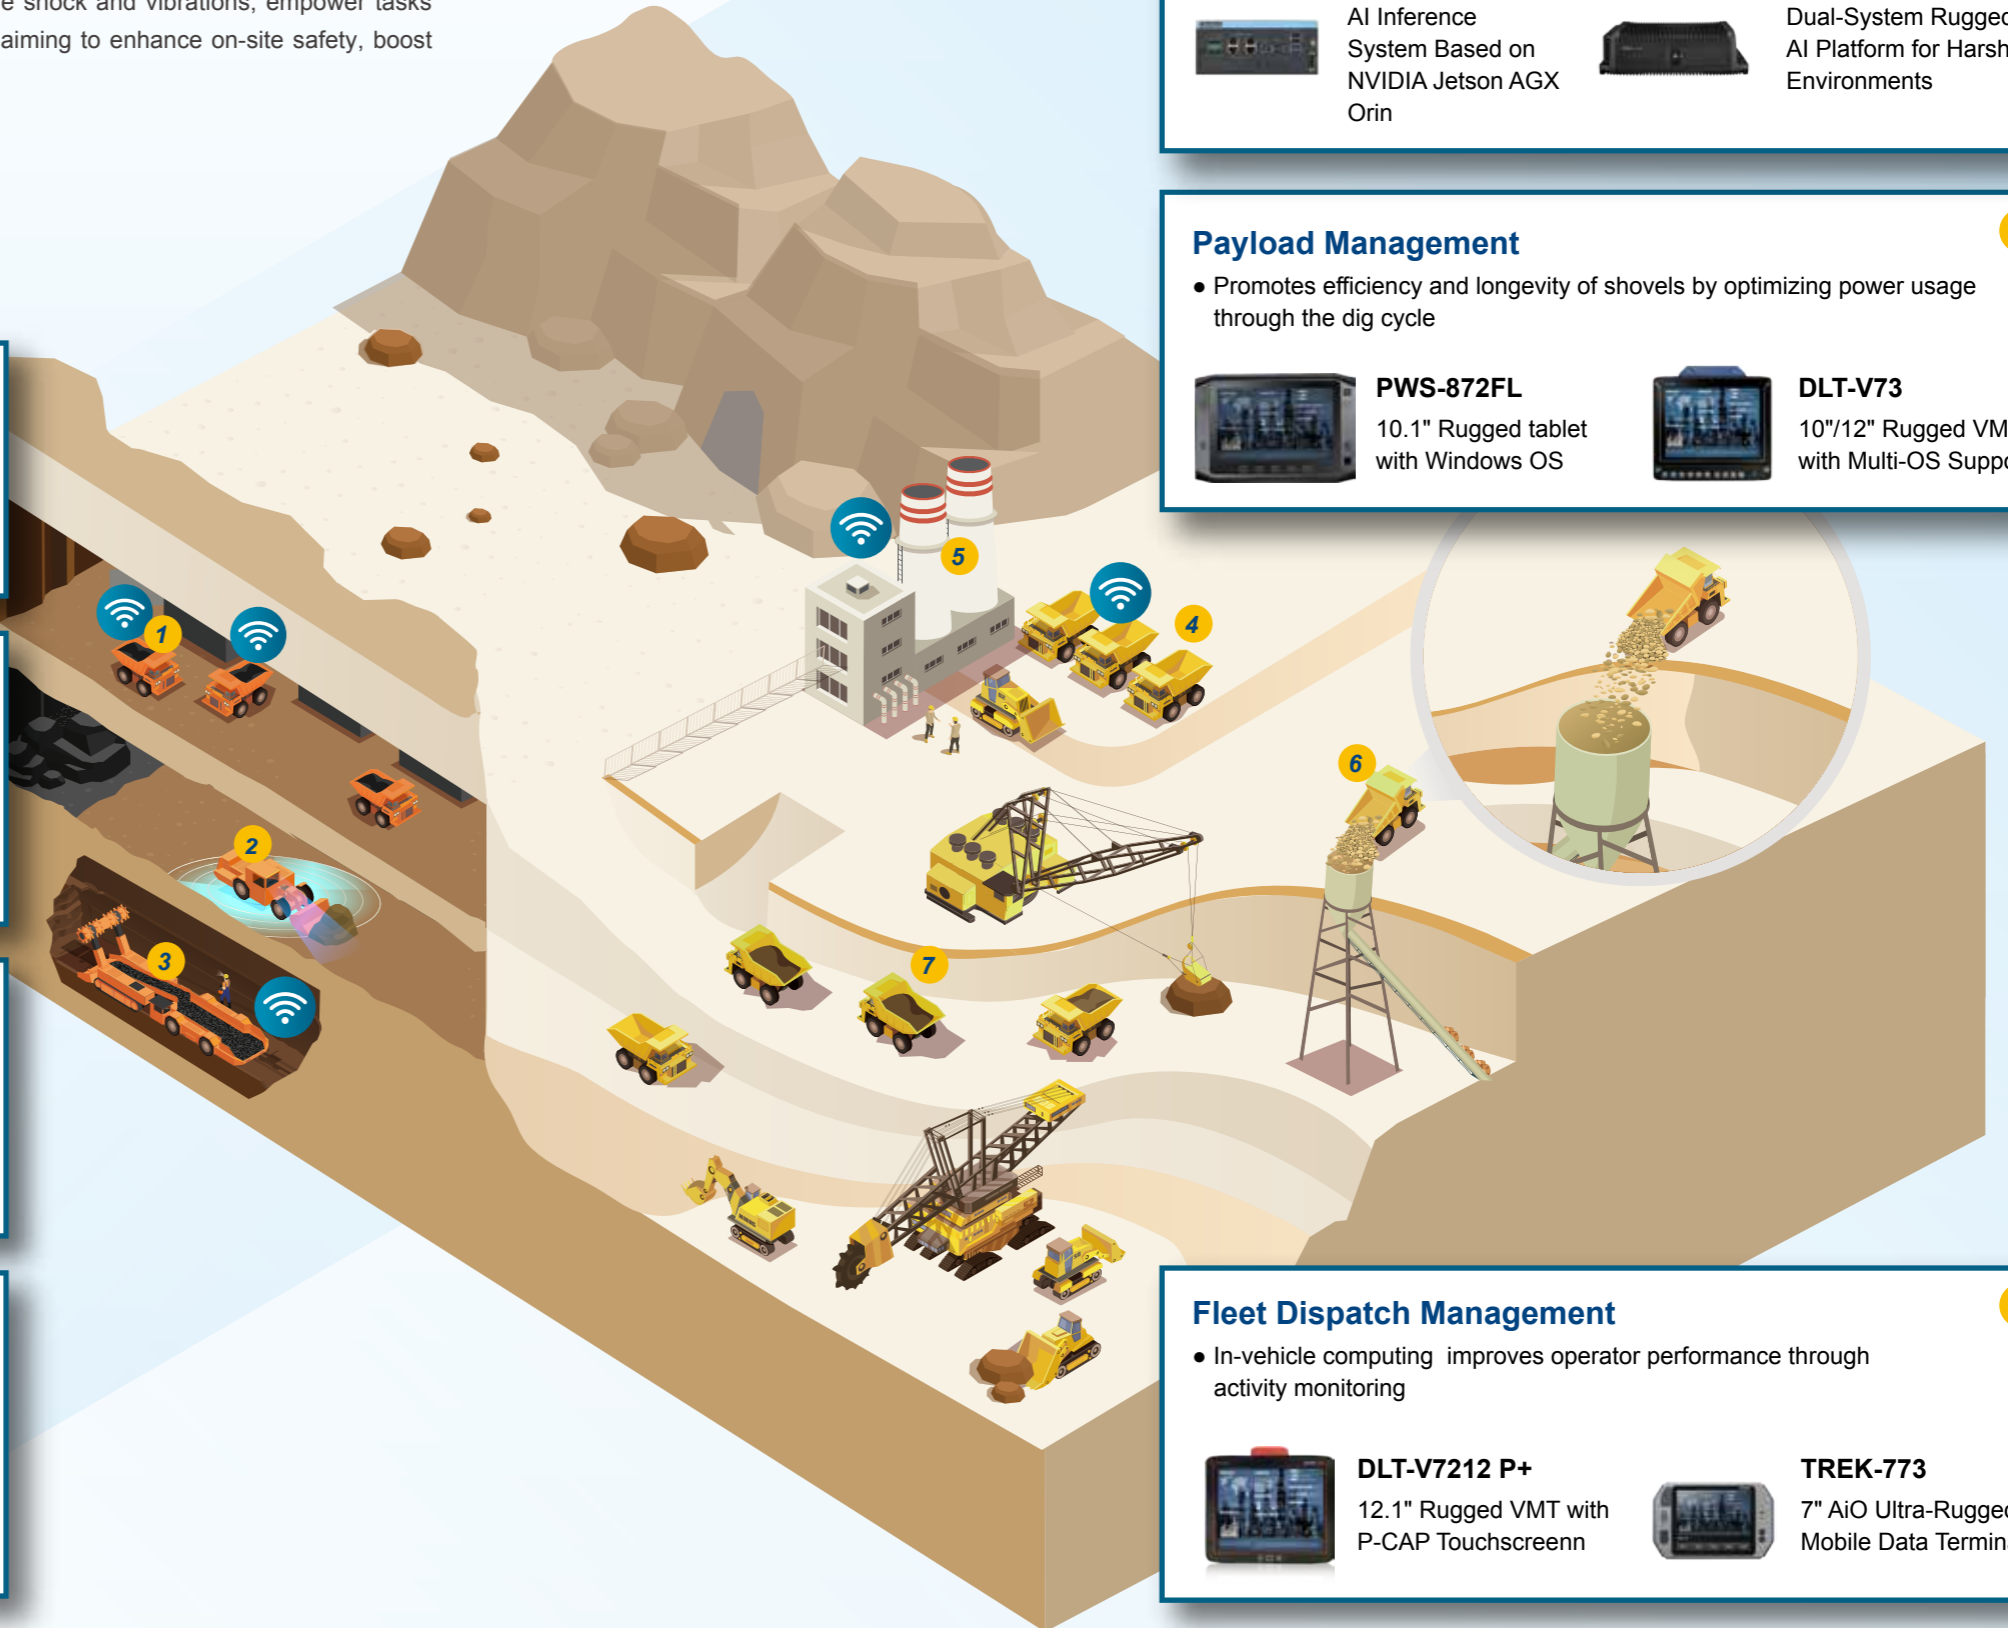 shock and vibrations, empower tasks
aiming to enhance on-site safety, boost
AI Inference
System Based on
NVIDIA Jetson AGX
Orin
Dual-System Rugged
AI Platform for Harsh
Environments
Payload Management
● Promotes efficiency and longevity of shovels by optimizing power usage
through the dig cycle
PWS-872FL
10.1" Rugged tablet
with Windows OS
DLT-V73
10"/12" Rugged VM
with Multi-OS Suppo
5
1
4
6
2
3
7
Fleet Dispatch Management
● In-vehicle computing improves operator performance through
activity monitoring
DLT-V7212 P+
12.1" Rugged VMT with
P-CAP Touchscreenn
TREK-773
7" AiO Ultra-Rugged
Mobile Data Termin